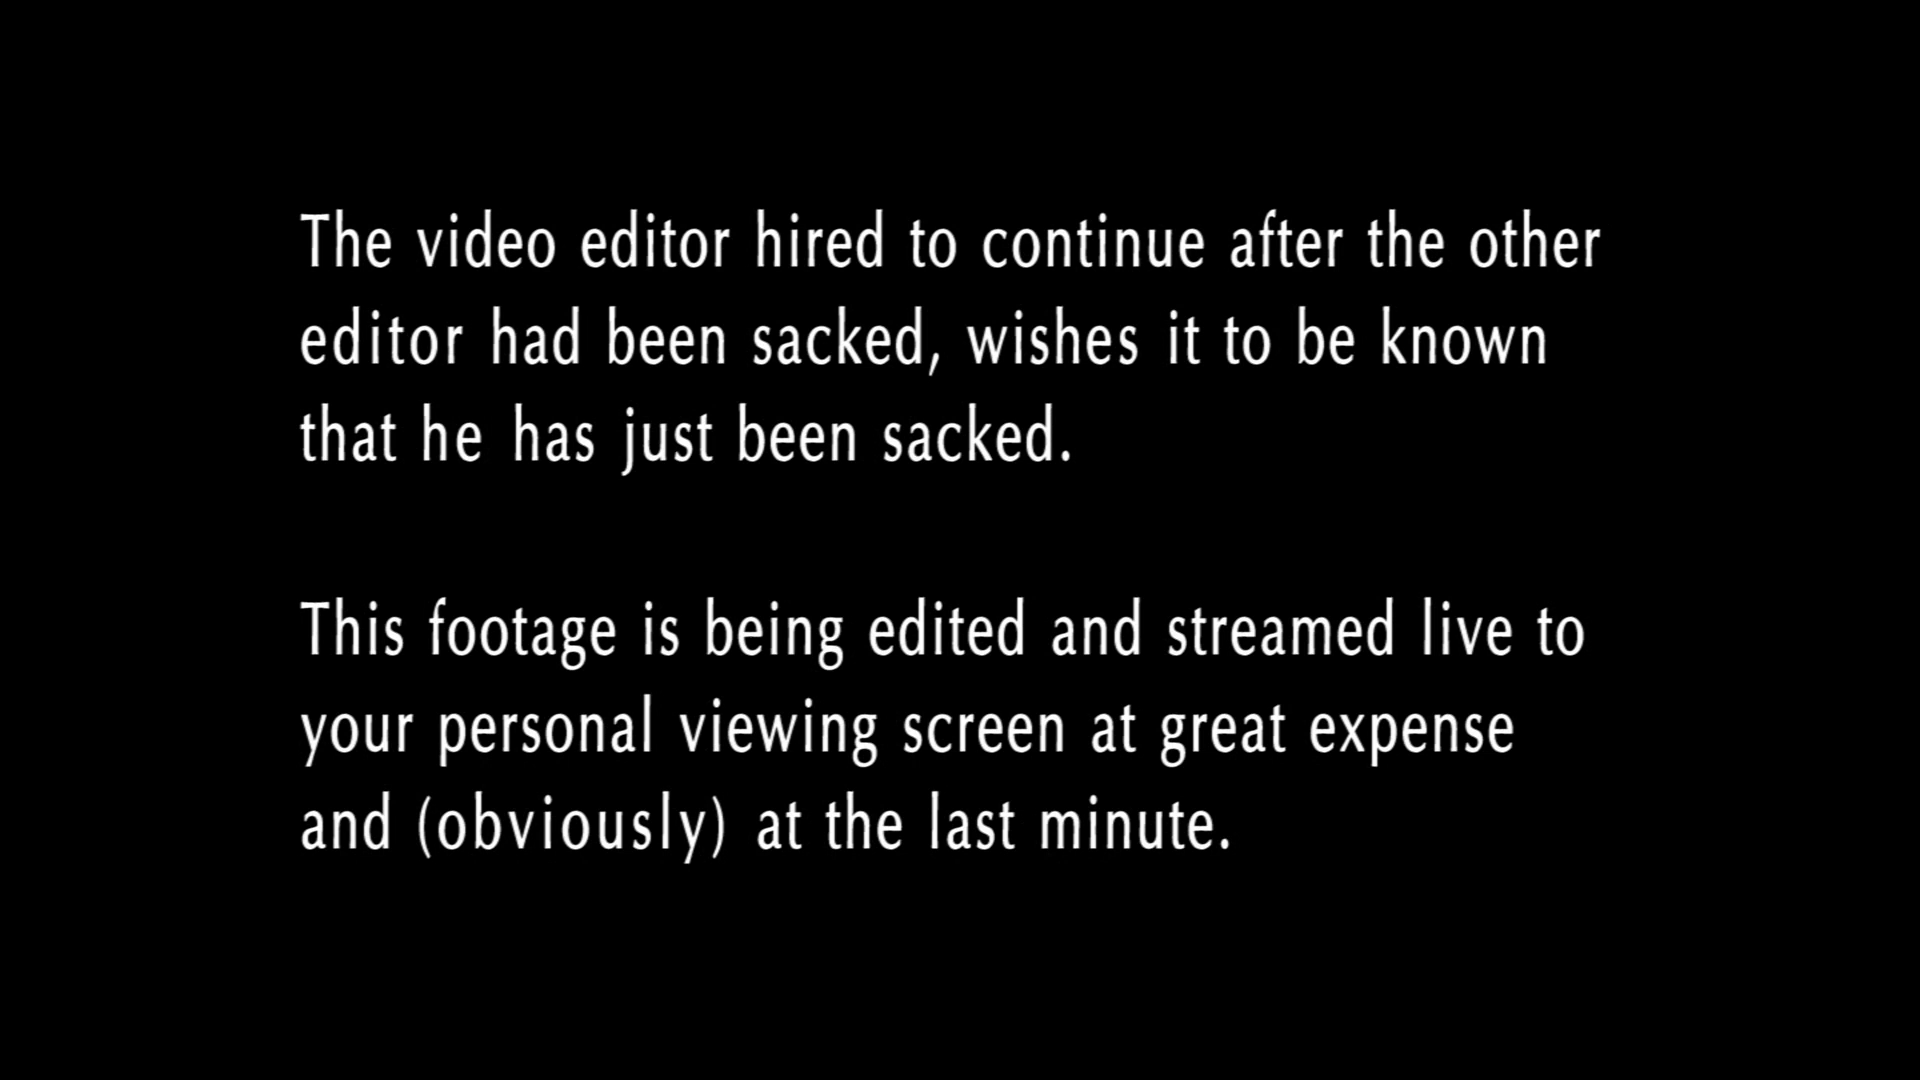 The video editor hired to continue after the other
editor had been sacked, wishes it to be known
that he has just been sacked.
This footage is being edited and streamed live to
your personal viewing screen at great expense
and (obviously) at the last minute.